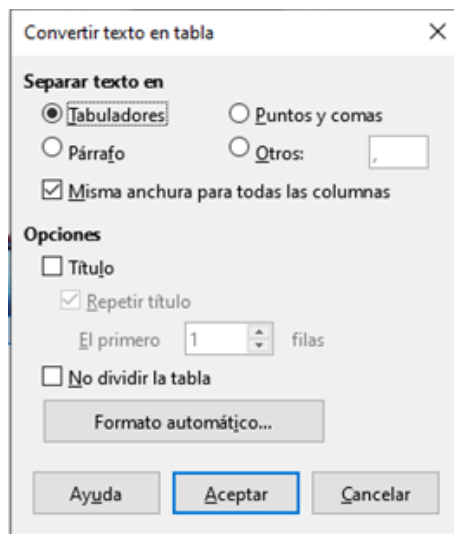 Convertir texto en tabla
Separar texto en
Tabuladores Puntos y comas
Párrafo Otros: ,
Misma anchura para todas las columnas
Opciones
Título
Repetir título
El primero 1 filas
No dividir la tabla
Formato automático...
Ayuda Aceptar Cancelar